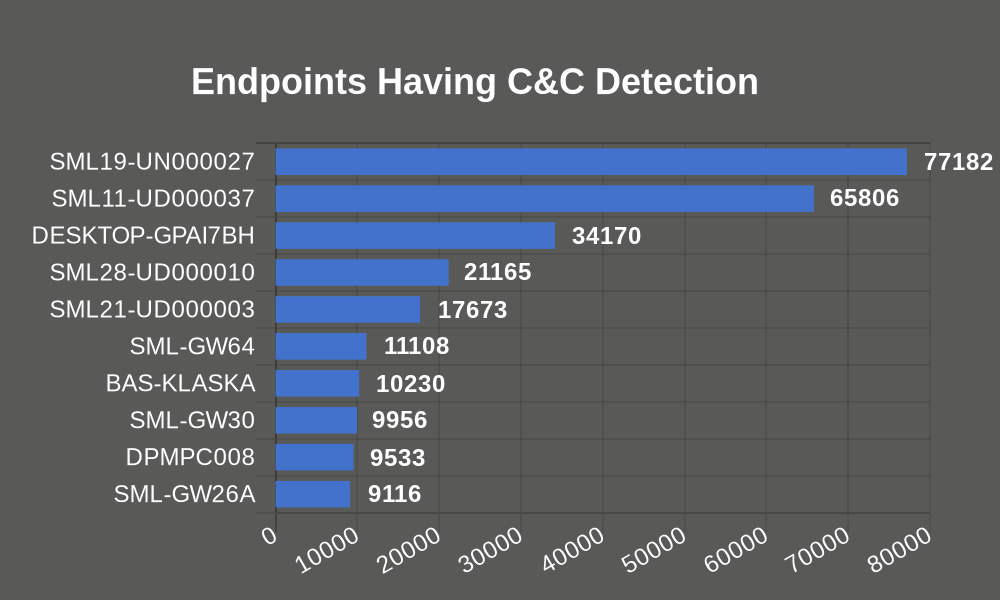 Endpoints Having C&C Detection
SML19-UN000027 77182
SML11-UD000037 65806
DESKTOP-GPAI7BH 34170
SML28-UD000010 21165
SML21-UD000003 17673
SML-GW64 11108
BAS-KLASKA 10230
SML-GW30 9956
DPMPC008 9533
SML-GW26A 9116
0 10000 20000 30000 40000 50000 60000 70000 80000